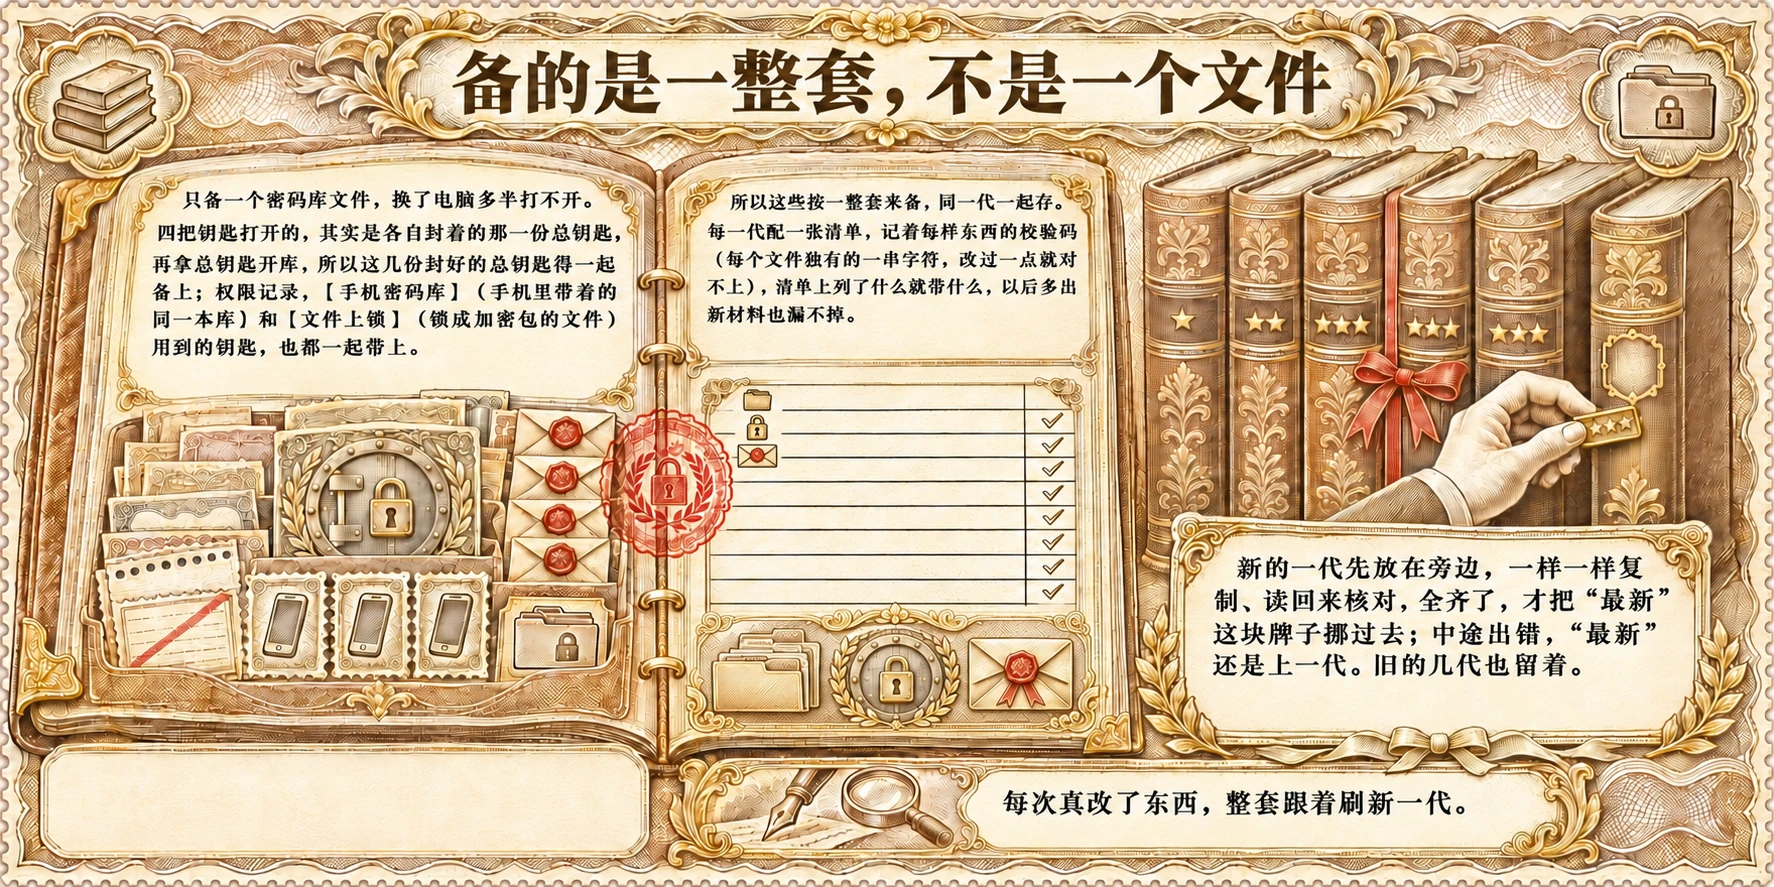 备的是一整套，不是一个文件
只备一个密码库文件，换了电脑多半打不开。
四把钥匙打开的，其实是各自封着的那一份总钥匙，
再拿总钥匙开库，所以这几份封好的总钥匙得一起
备上；权限记录，【手机密码库】（手机里带着的
同一本库）和【文件上锁】（锁成加密包的文件）
用到的钥匙，也都一起带上。
所以这些按一整套来备，同一代一起存。
每一代配一张清单，记着每样东西的校验码
（每个文件独有的一串字符，改过一点就对
不上），清单上列了什么就带什么，以后多出
新材料也漏不掉。
新的一代先放在旁边，一样一样复
制、读回来核对，全齐了，才把“最新”
这块牌子挪过去；中途出错，“最新”
还是上一代。旧的几代也留着。
每次真改了东西，整套跟着刷新一代。